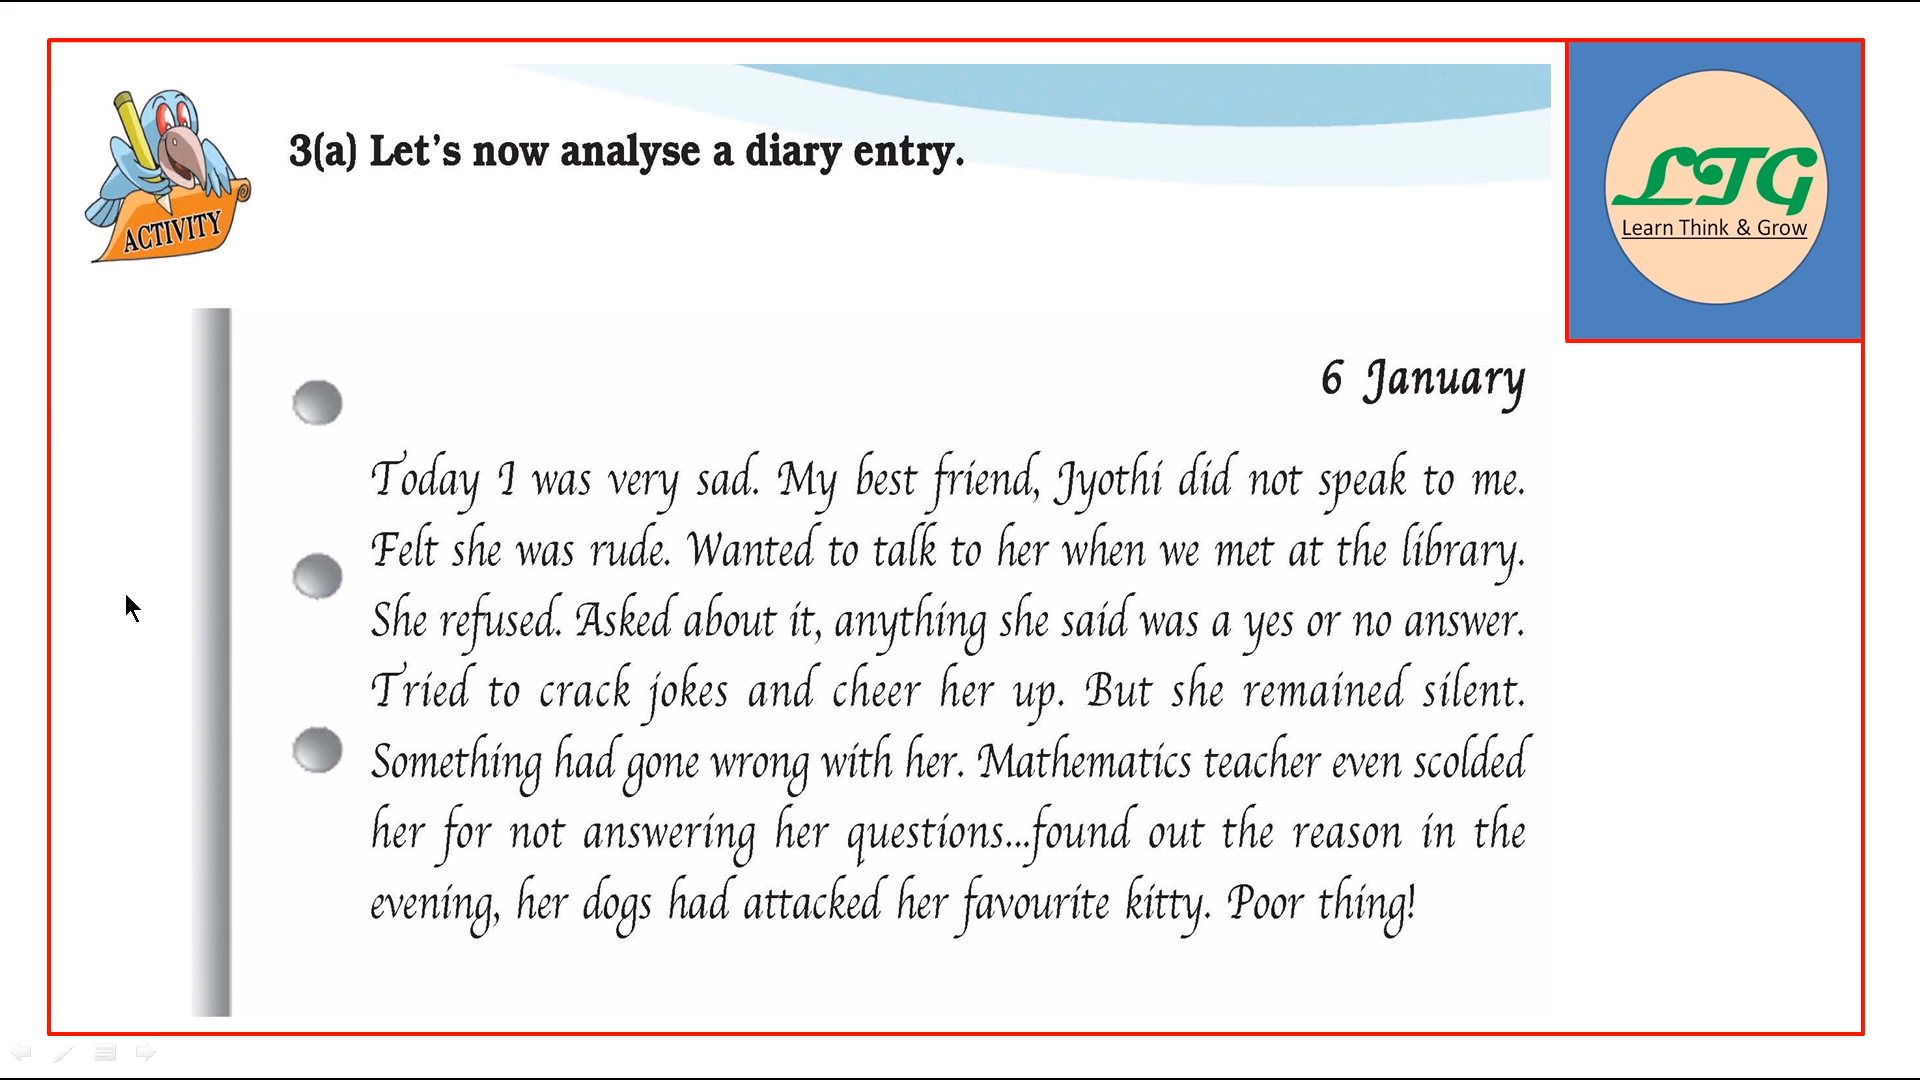 3(a) Let's now analyse a diary entry.
ACTIVITY
LTG
Learn Think & Grow
6 January
Today I was very sad. My best friend, Jyothi did not speak to me.
Felt she was rude. Wanted to talk to her when we met at the library.
She refused. Asked about it, anything she said was a yes or no answer.
Tried to crack jokes and cheer her up. But she remained silent.
Something had gone wrong with her. Mathematics teacher even scolded
her for not answering her questions...found out the reason in the
evening, her dogs had attacked her favourite kitty. Poor thing!